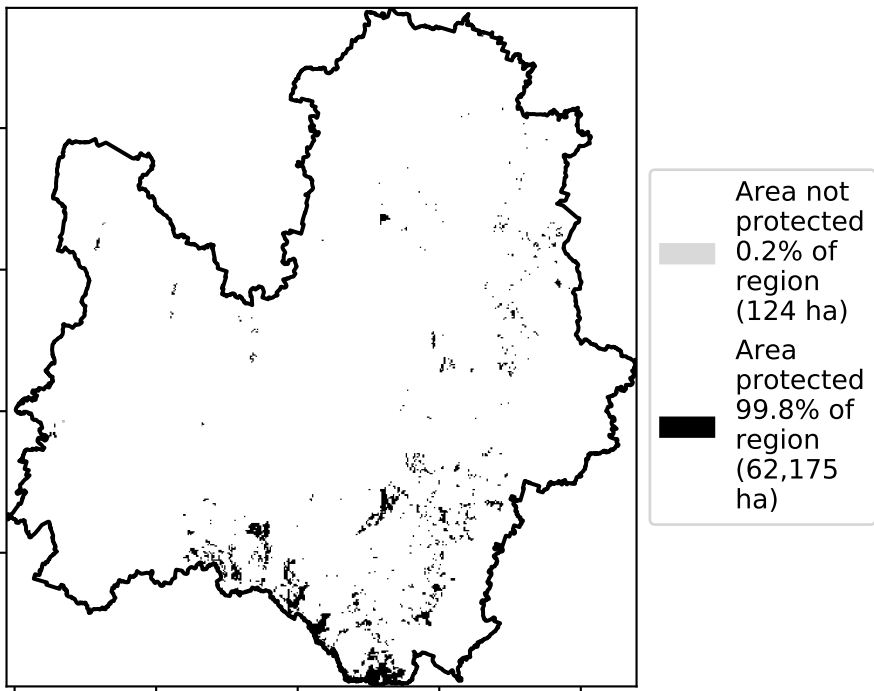 Area not
protected
0.2% of
region
(124 ha)
Area
protected
99.8% of
region
(62,175
ha)